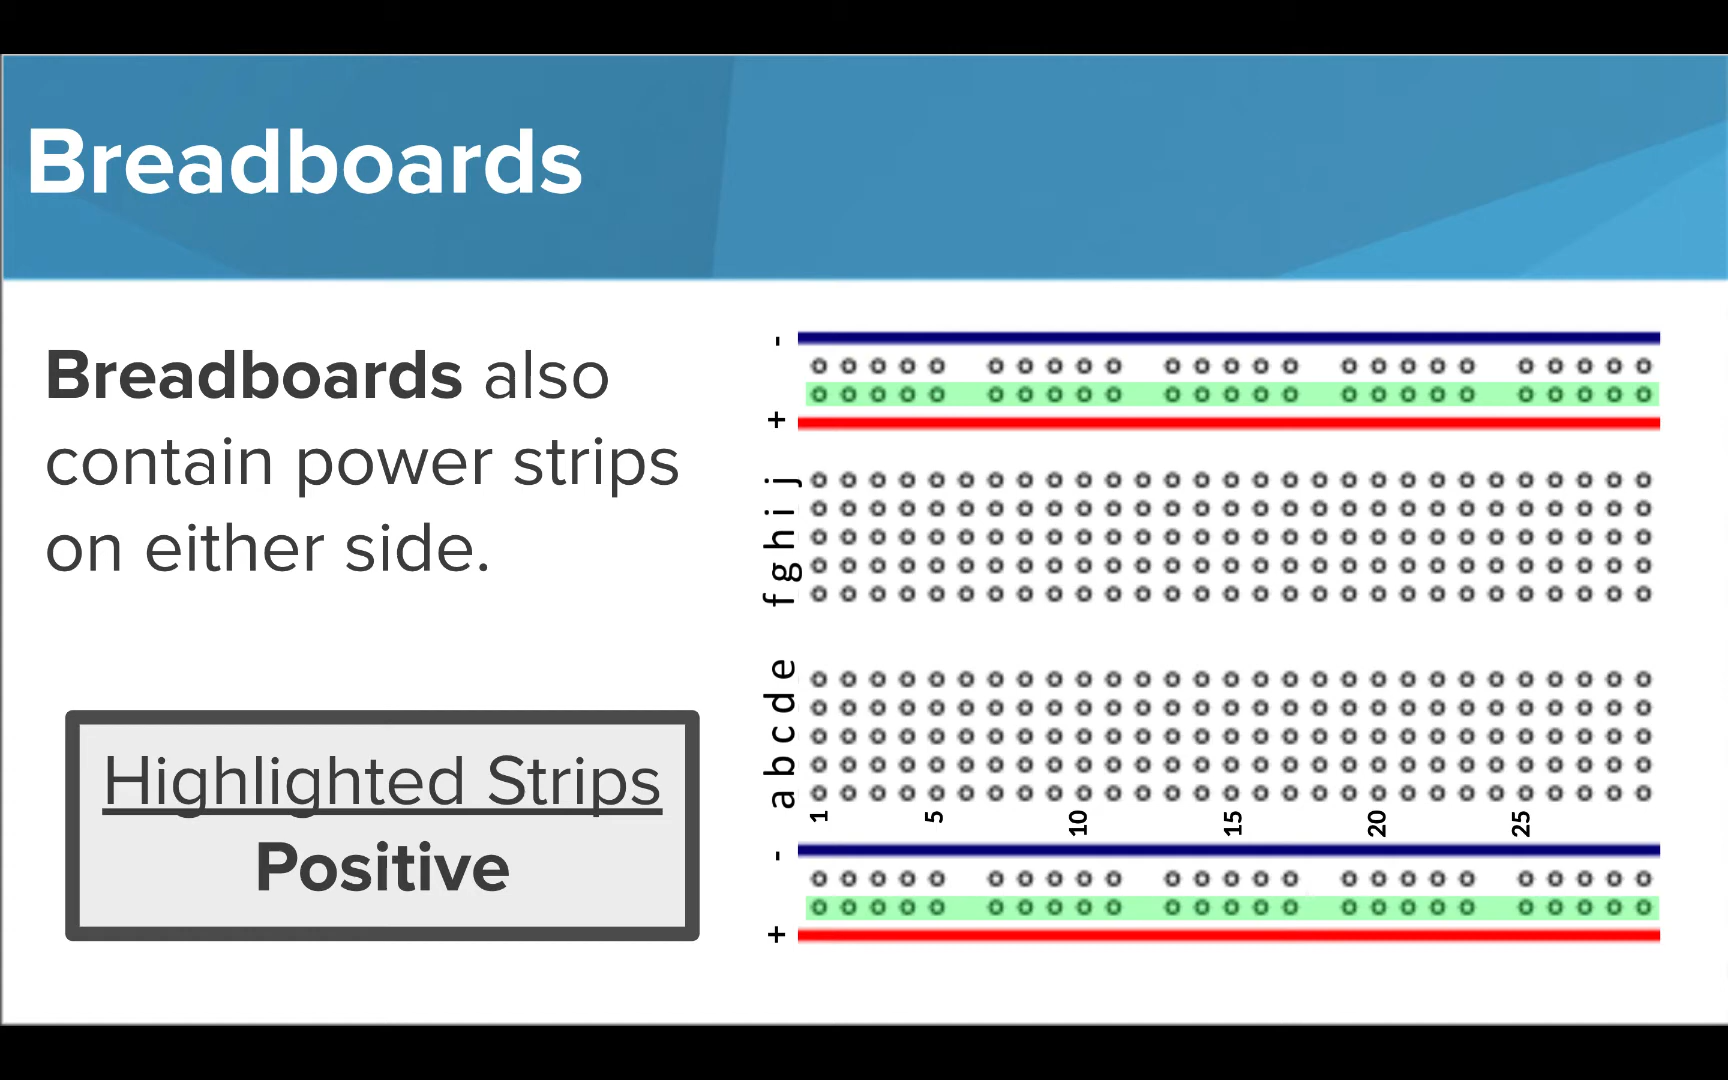 Breadboards
Breadboards also
contain power strips
on either side.
Highlighted Strips
Positive
-
+
j
i
h
g
f
e
d
c
b
a
1 5 10 15 20 25
-
+